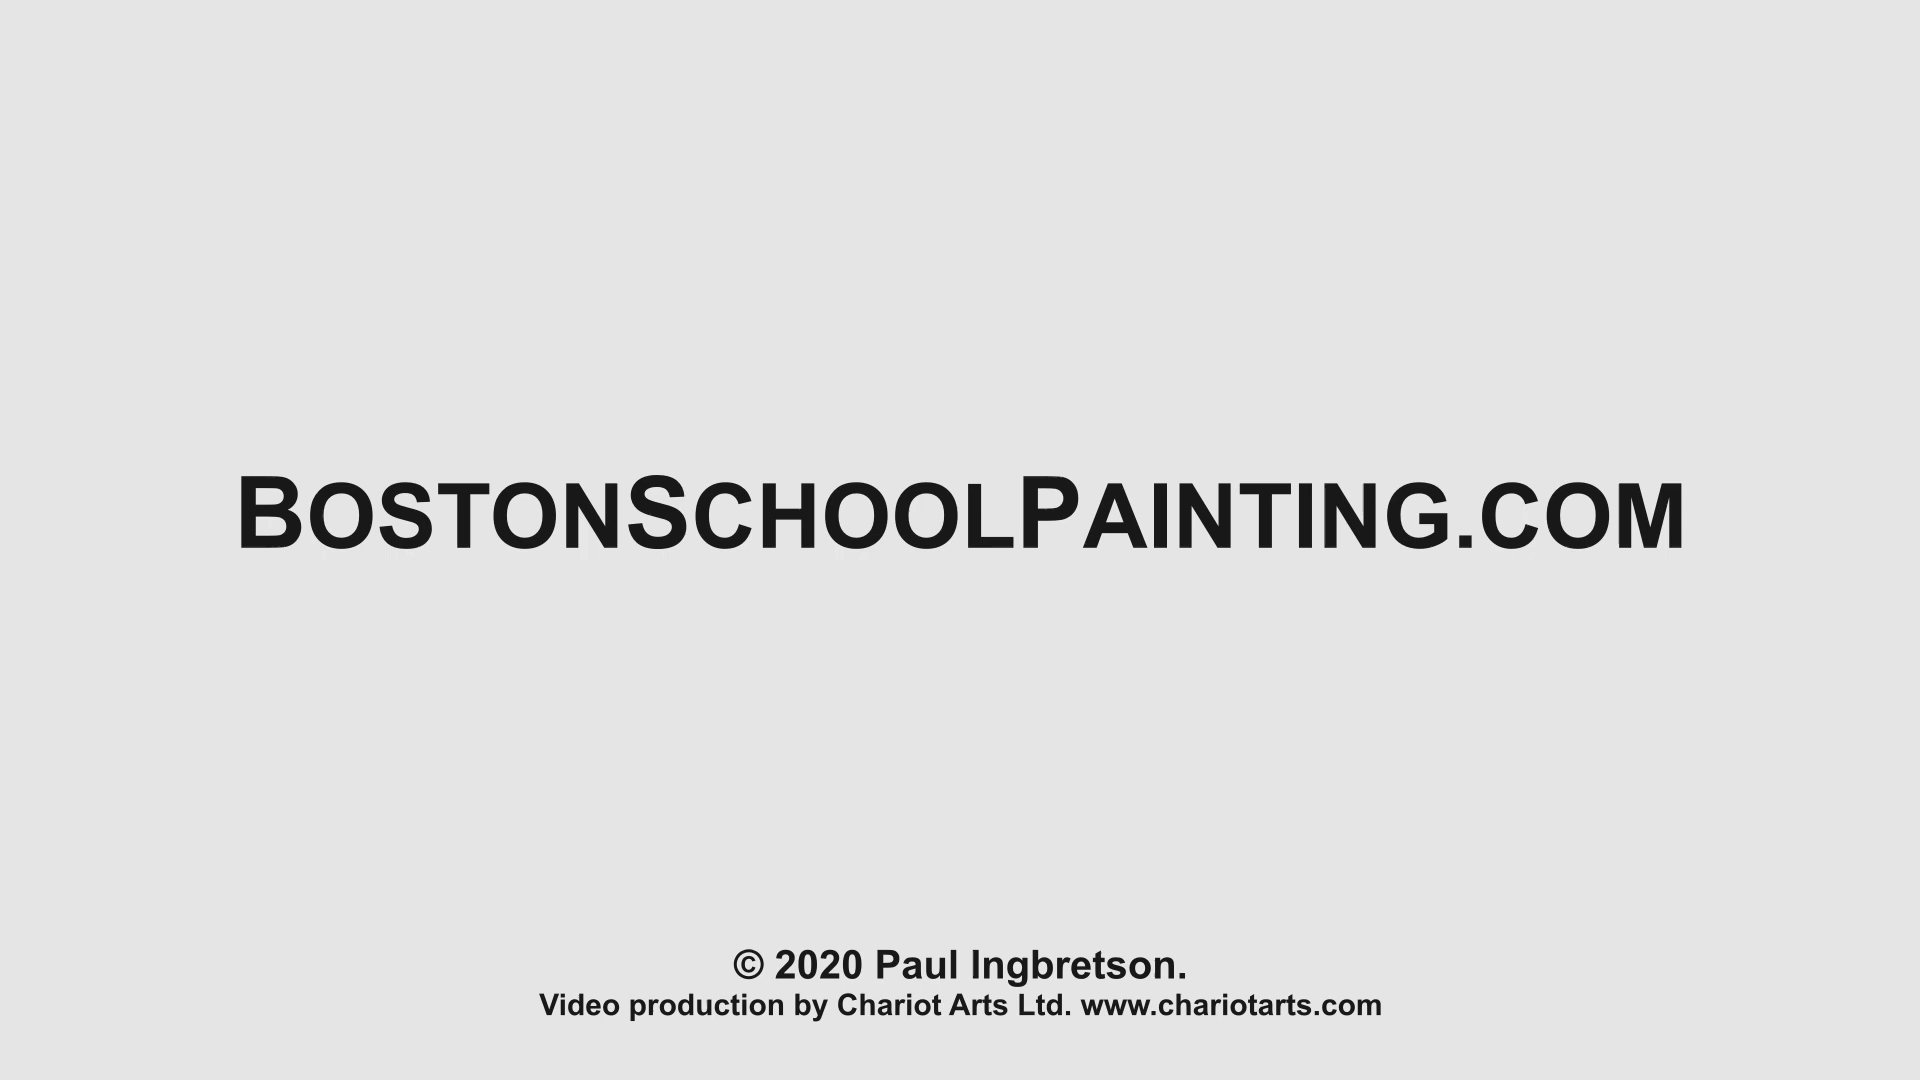 BOSTONSCHOOLPAINTING.COM
© 2020 Paul Ingbretson.
Video production by Chariot Arts Ltd. www.chariotarts.com